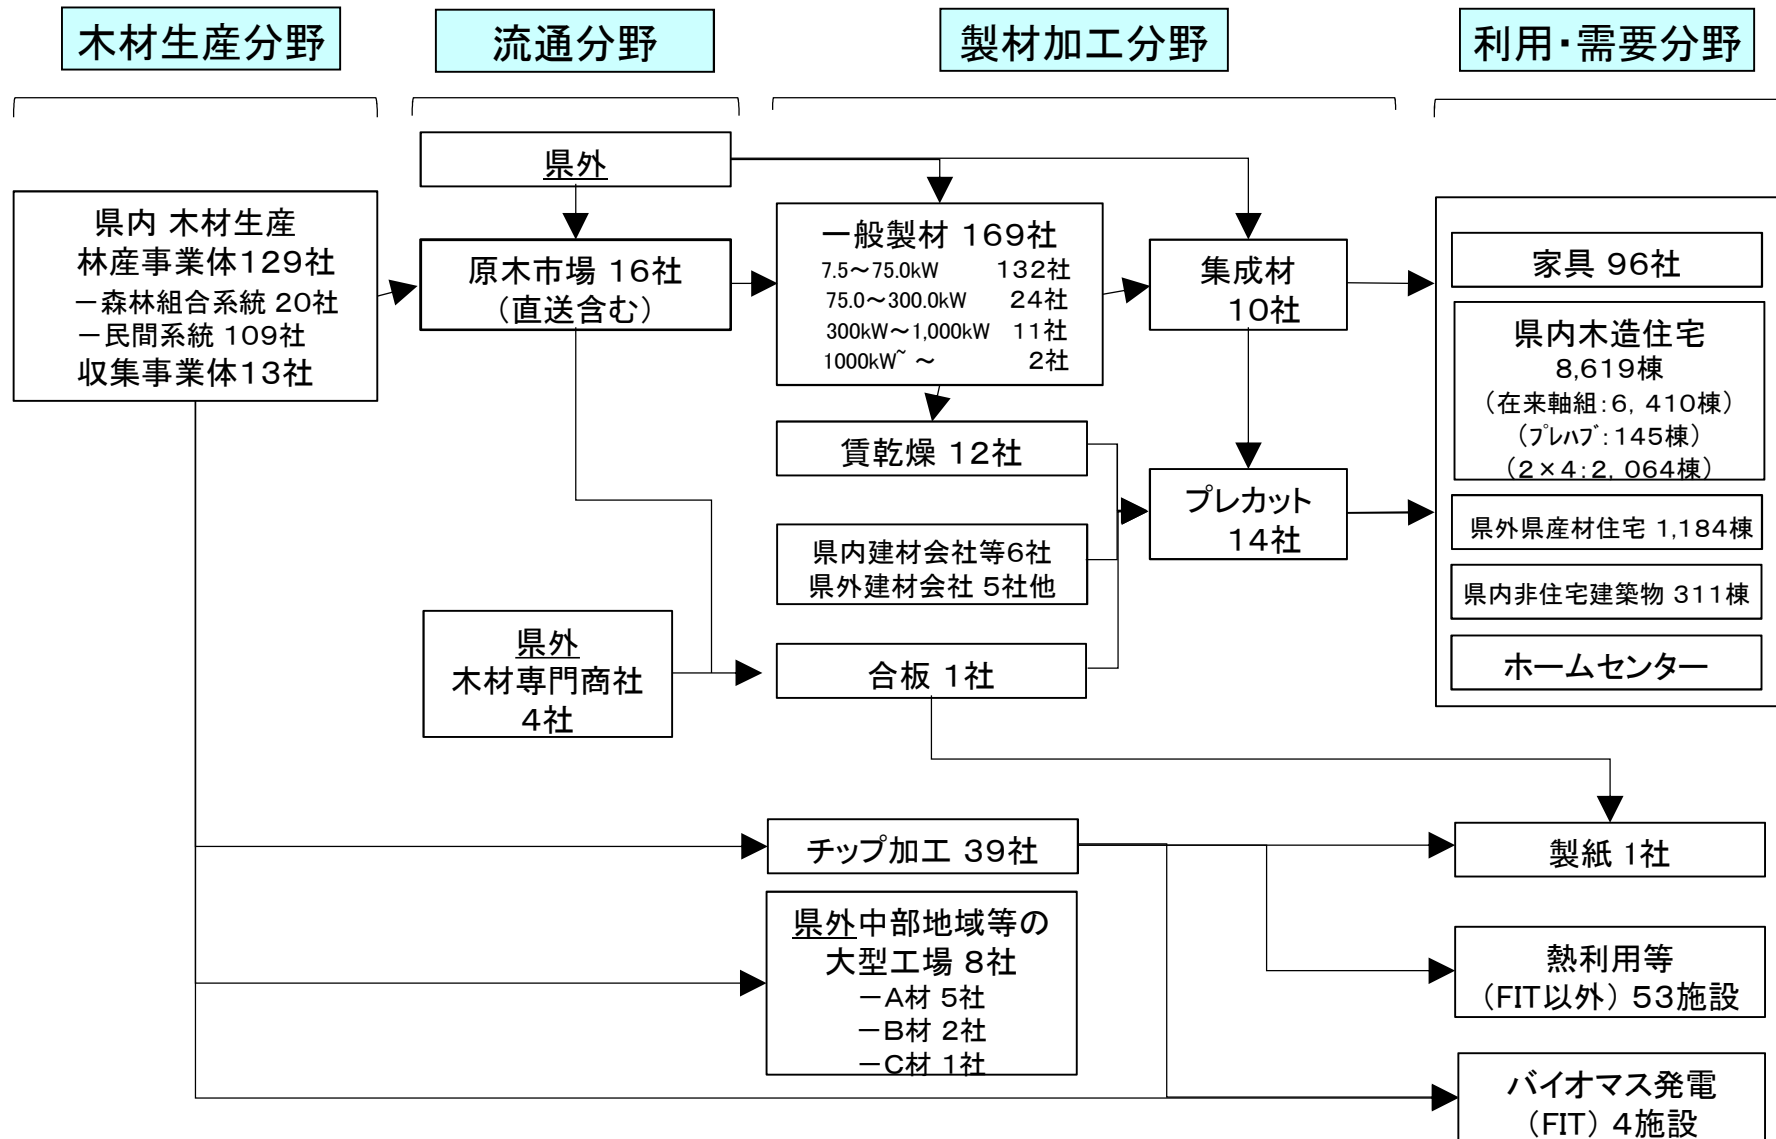 木材生産分野
流通分野
製材加工分野
利用・需要分野
県内 木材生産
林産事業体129社
－森林組合系統 20社
－民間系統 109社
収集事業体13社
県外
原木市場 16社
（直送含む）
県外
木材専門商社
4社
一般製材 169社
7.5～75.0kW 132社
75.0～300.0kW 24社
300kW～1,000kW 11社
1000kW~ ～ 2社
賃乾燥 12社
県内建材会社等6社
県外建材会社 5社他
合板 1社
チップ加工 39社
県外中部地域等の
大型工場 8社
－A材 5社
－B材 2社
－C材 1社
集成材
10社
プレカット
14社
家具 96社
県内木造住宅
8,619棟
（在来軸組：6, 410棟）
（ﾌﾟﾚﾊﾌﾞ：145棟）
（2×4：2, 064棟）
県外県産材住宅 1,184棟
県内非住宅建築物 311棟
ホームセンター
製紙 1社
熱利用等
（FIT以外） 53施設
バイオマス発電
（FIT） 4施設